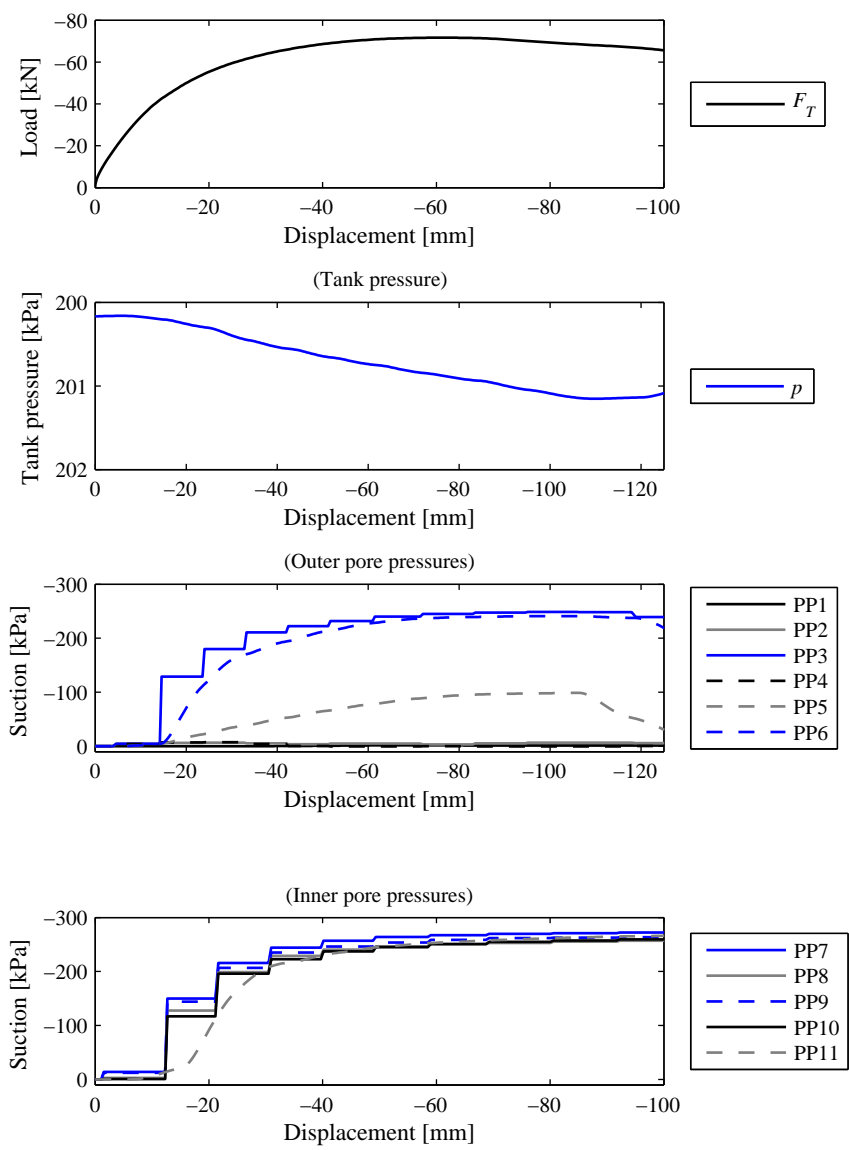 −80
−60
−40
−20
0
Load [kN]
0 −20 −40 −60 −80 −100
Displacement [mm]
F_T
(Tank pressure)
200
201
202
Tank pressure [kPa]
0 −20 −40 −60 −80 −100 −120
Displacement [mm]
p
(Outer pore pressures)
−300
−200
−100
0
Suction [kPa]
0 −20 −40 −60 −80 −100 −120
Displacement [mm]
PP1
PP2
PP3
PP4
PP5
PP6
(Inner pore pressures)
−300
−200
−100
0
Suction [kPa]
0 −20 −40 −60 −80 −100
Displacement [mm]
PP7
PP8
PP9
PP10
PP11